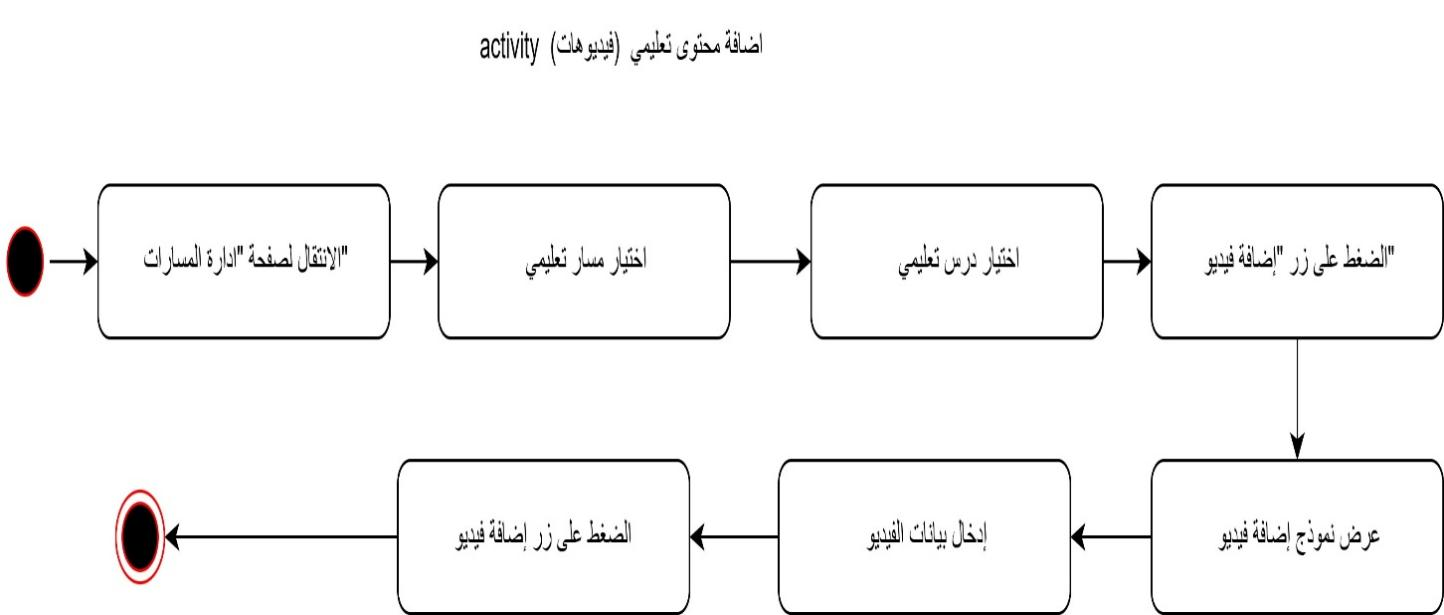 اضافة محتوى تعليمي (فيديوهات) activity
الانتقال لصفحة "ادارة المسارات"
اختيار مسار تعليمي
اختيار درس تعليمي
الضغط على زر "إضافة فيديو"
عرض نموذج إضافة فيديو
إدخال بيانات الفيديو
الضغط على زر إضافة فيديو